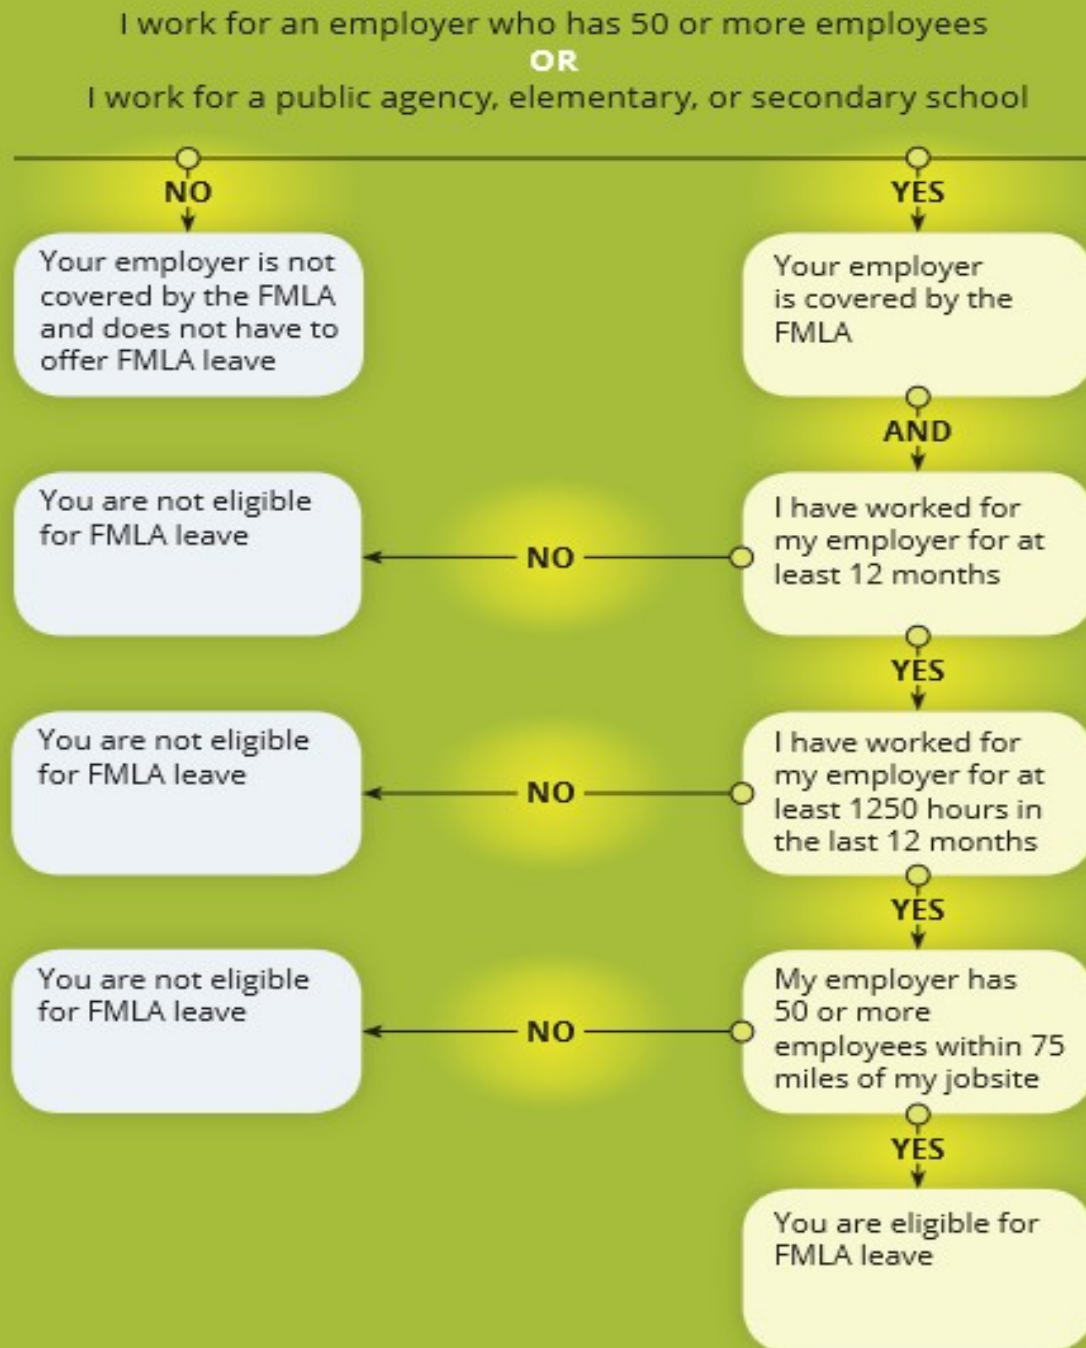 I work for an employer who has 50 or more employees
OR
I work for a public agency, elementary, or secondary school
NO
YES
Your employer is not
covered by the FMLA
and does not have to
offer FMLA leave
Your employer
is covered by the
FMLA
AND
I have worked for
my employer for at
least 12 months
NO
You are not eligible
for FMLA leave
YES
I have worked for
my employer for at
least 1250 hours in
the last 12 months
NO
You are not eligible
for FMLA leave
YES
My employer has
50 or more
employees within 75
miles of my jobsite
NO
You are not eligible
for FMLA leave
YES
You are eligible for
FMLA leave